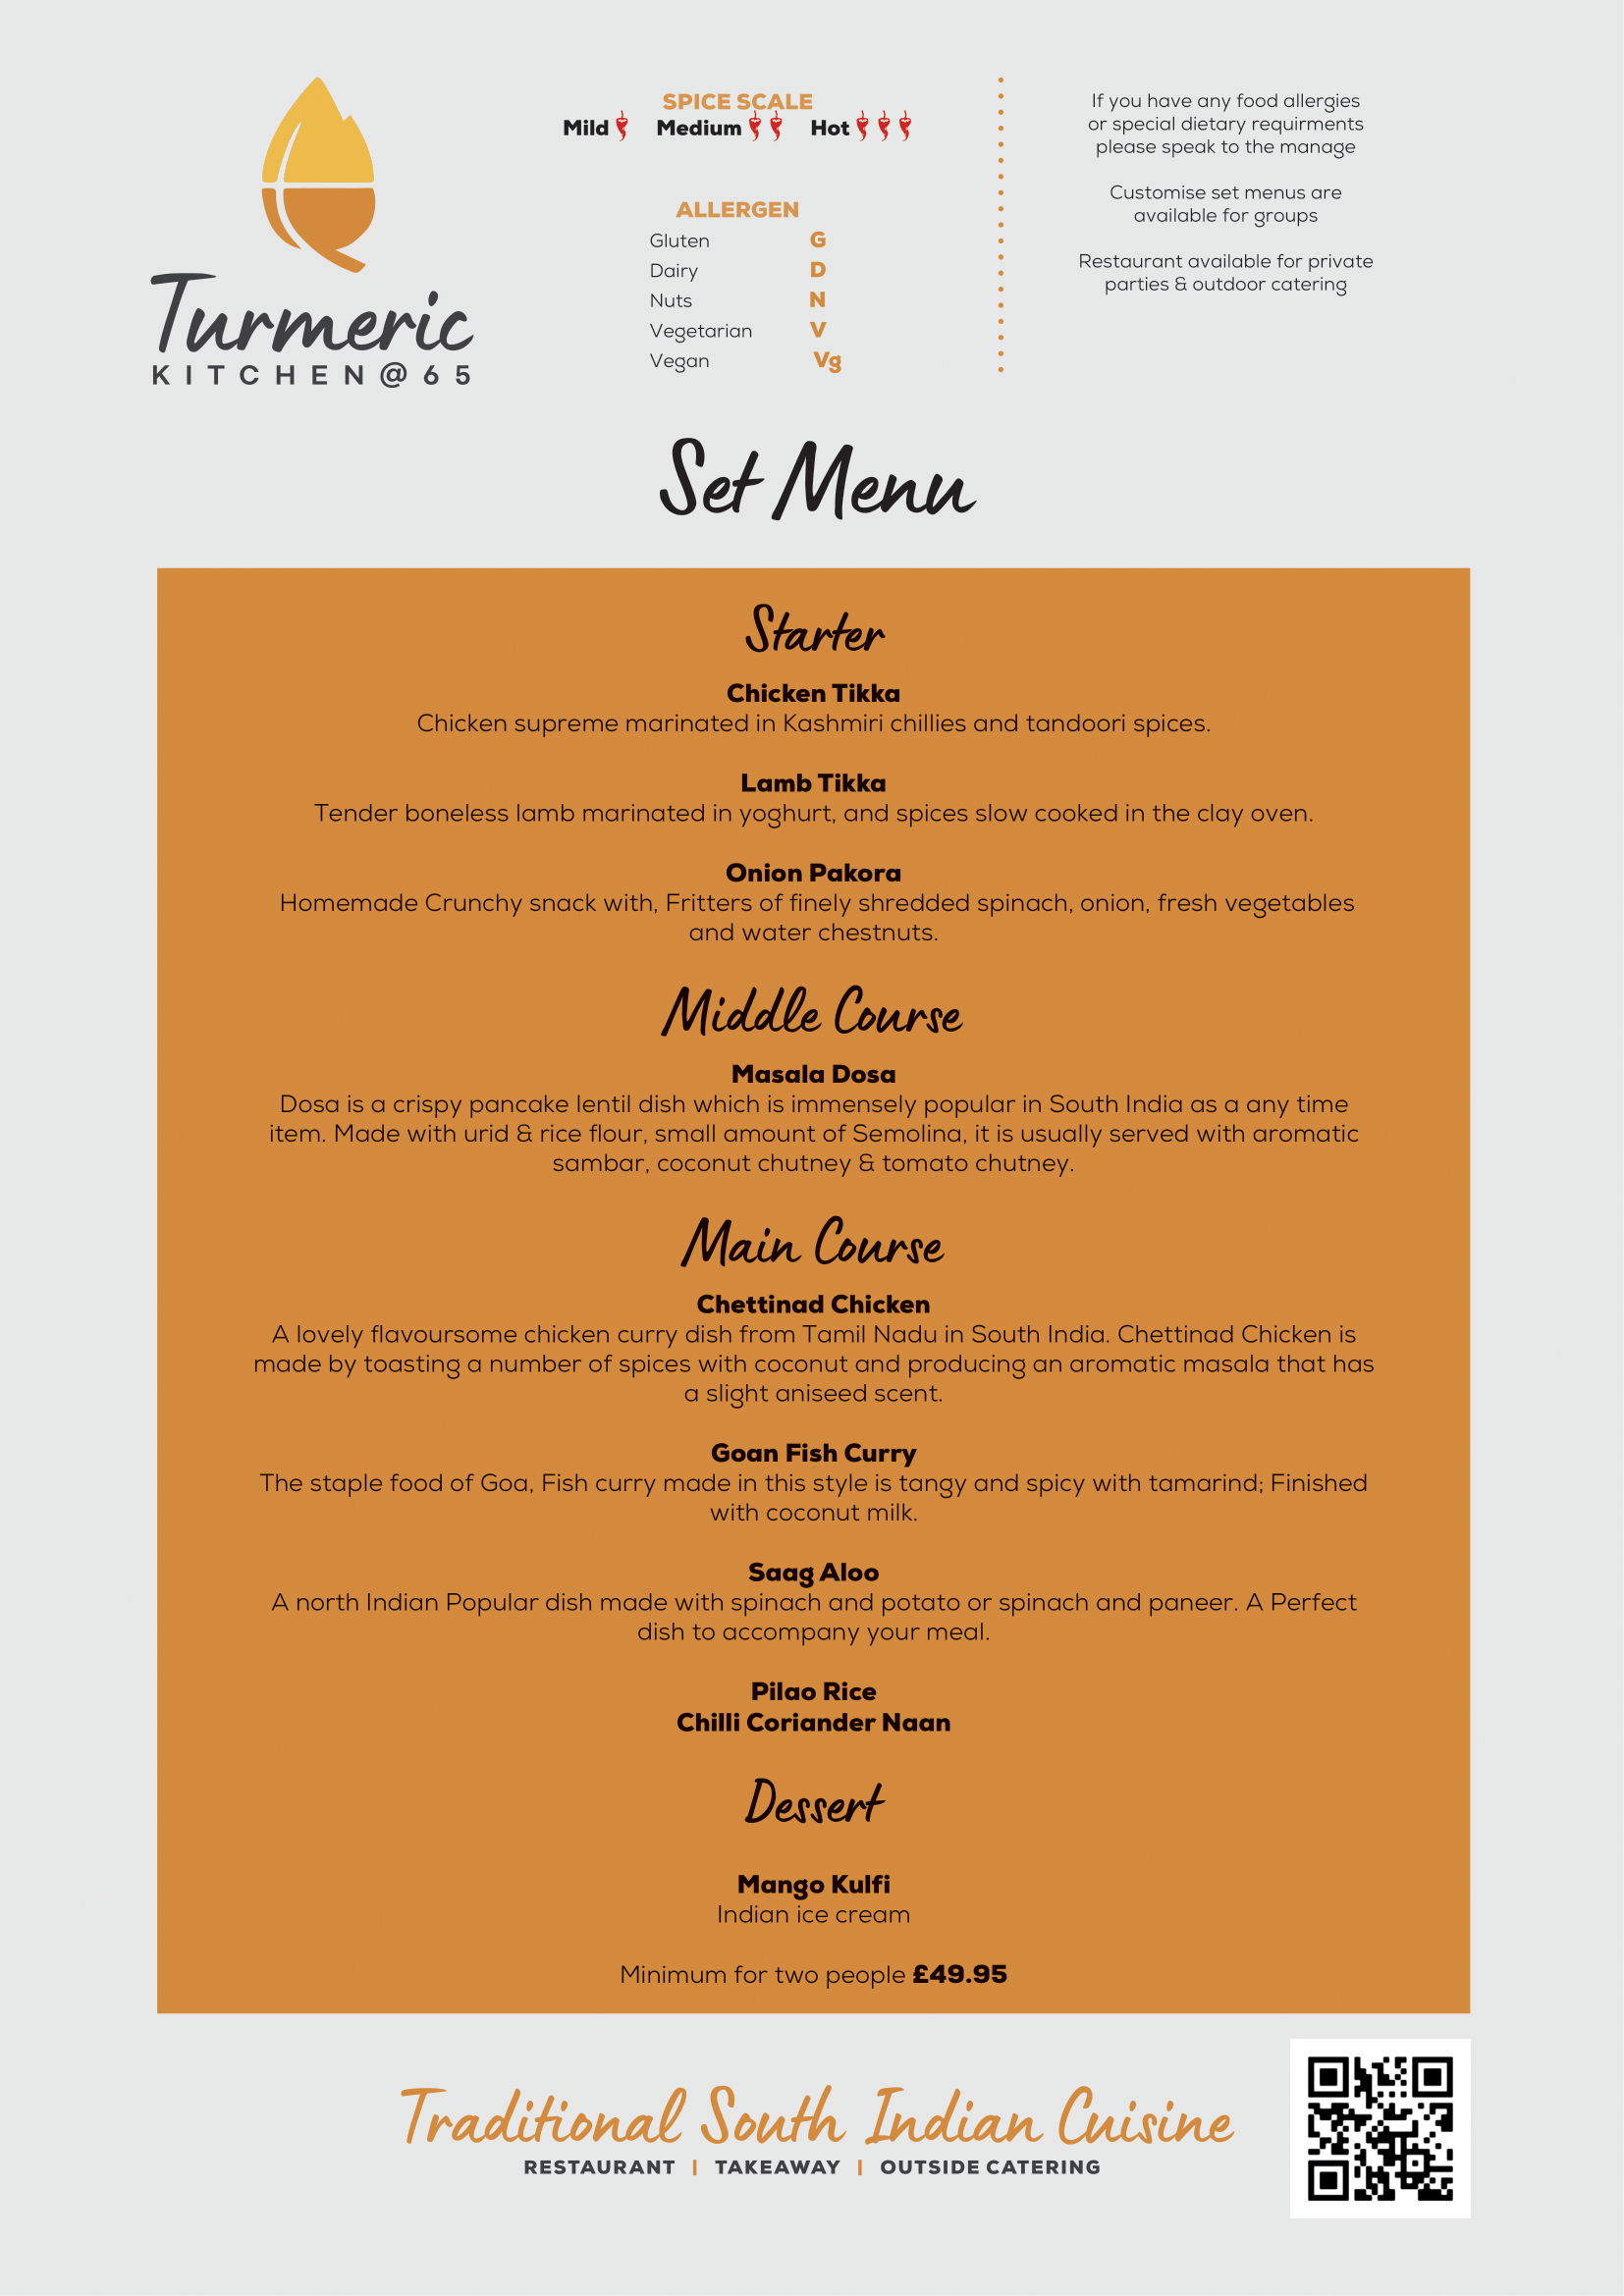 Turmeric
KITCHEN@65
SPICE SCALE
Mild Medium Hot
ALLERGEN
Gluten G
Dairy D
Nuts N
Vegetarian V
Vegan Vg
If you have any food allergies
or special dietary requirments
please speak to the manage
Customise set menus are
available for groups
Restaurant available for private
parties & outdoor catering
Set Menu
Starter
Chicken Tikka
Chicken supreme marinated in Kashmiri chillies and tandoori spices.
Lamb Tikka
Tender boneless lamb marinated in yoghurt, and spices slow cooked in the clay oven.
Onion Pakora
Homemade Crunchy snack with, Fritters of finely shredded spinach, onion, fresh vegetables
and water chestnuts.
Middle Course
Masala Dosa
Dosa is a crispy pancake lentil dish which is immensely popular in South India as a any time
item. Made with urid & rice flour, small amount of Semolina, it is usually served with aromatic
sambar, coconut chutney & tomato chutney.
Main Course
Chettinad Chicken
A lovely flavoursome chicken curry dish from Tamil Nadu in South India. Chettinad Chicken is
made by toasting a number of spices with coconut and producing an aromatic masala that has
a slight aniseed scent.
Goan Fish Curry
The staple food of Goa, Fish curry made in this style is tangy and spicy with tamarind; Finished
with coconut milk.
Saag Aloo
A north Indian Popular dish made with spinach and potato or spinach and paneer. A Perfect
dish to accompany your meal.
Pilao Rice
Chilli Coriander Naan
Dessert
Mango Kulfi
Indian ice cream
Minimum for two people £49.95
Traditional South Indian Cuisine
RESTAURANT | TAKEAWAY | OUTSIDE CATERING